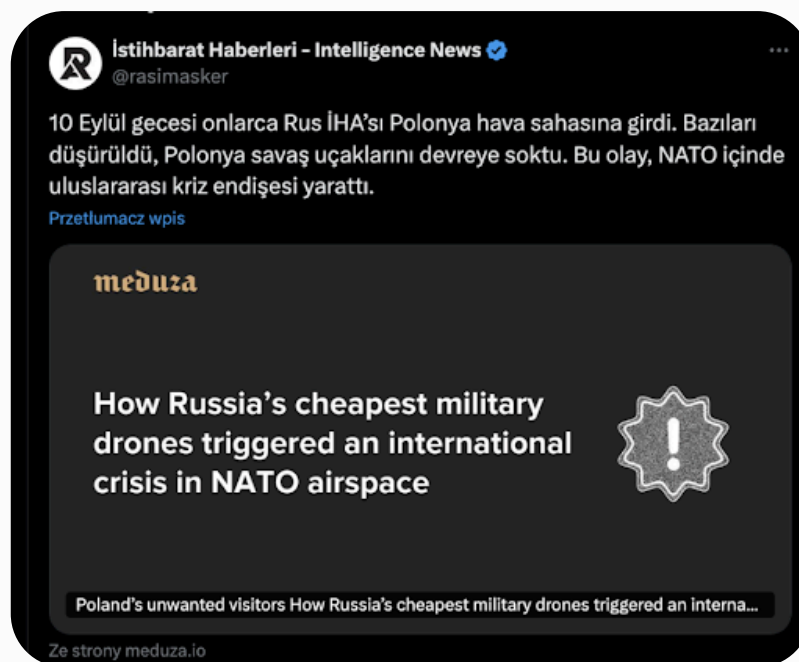 İstihbarat Haberleri - Intelligence News
@rasimasker
10 Eylül gecesi onlarca Rus İHA'sı Polonya hava sahasına girdi. Bazıları
düşürüldü, Polonya savaş uçaklarını devreye soktu. Bu olay, NATO içinde
uluslararası kriz endişesi yarattı.
Przetłumacz wpis
meduza
How Russia's cheapest military
drones triggered an international
crisis in NATO airspace
Poland's unwanted visitors How Russia's cheapest military drones triggered an interna...
Ze strony meduza.io